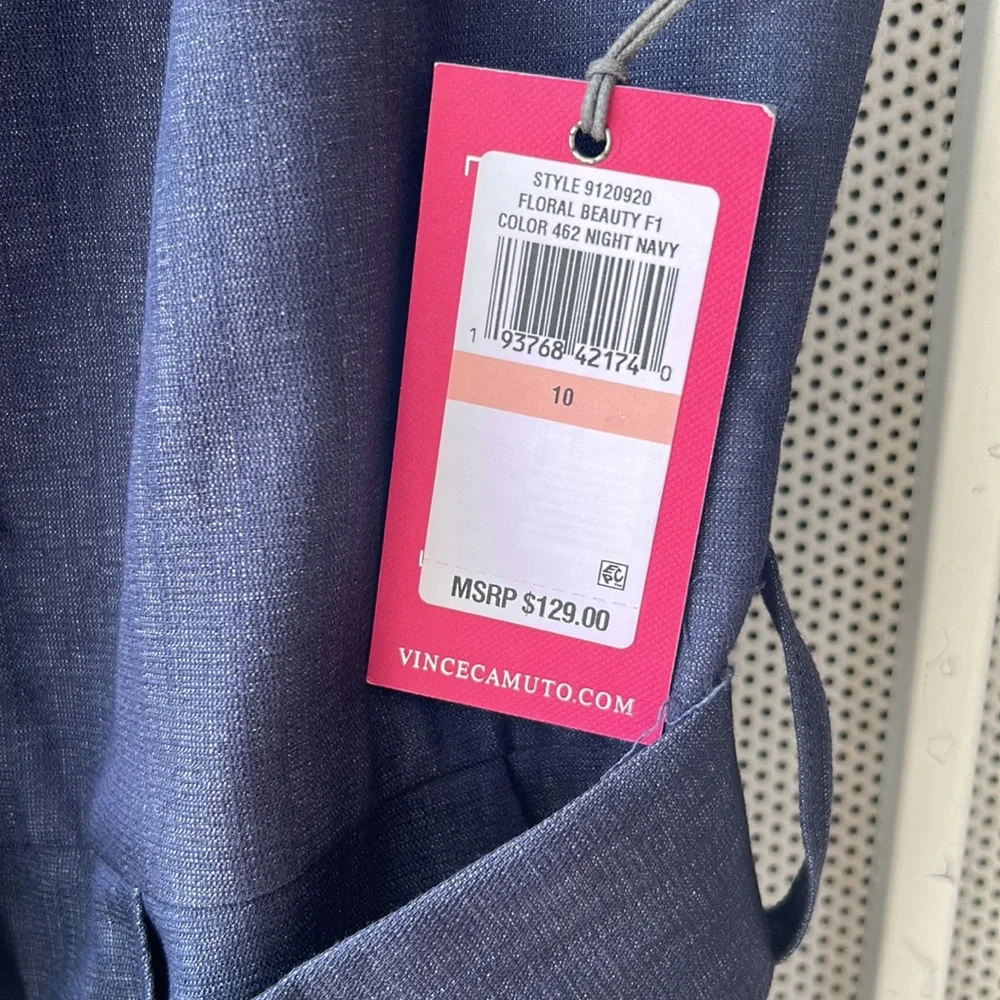 STYLE 9120920
FLORAL BEAUTY F1
COLOR 462 NIGHT NAVY
1 93768 42174 0
10
MSRP $129.00
VINCECAMUTO.COM